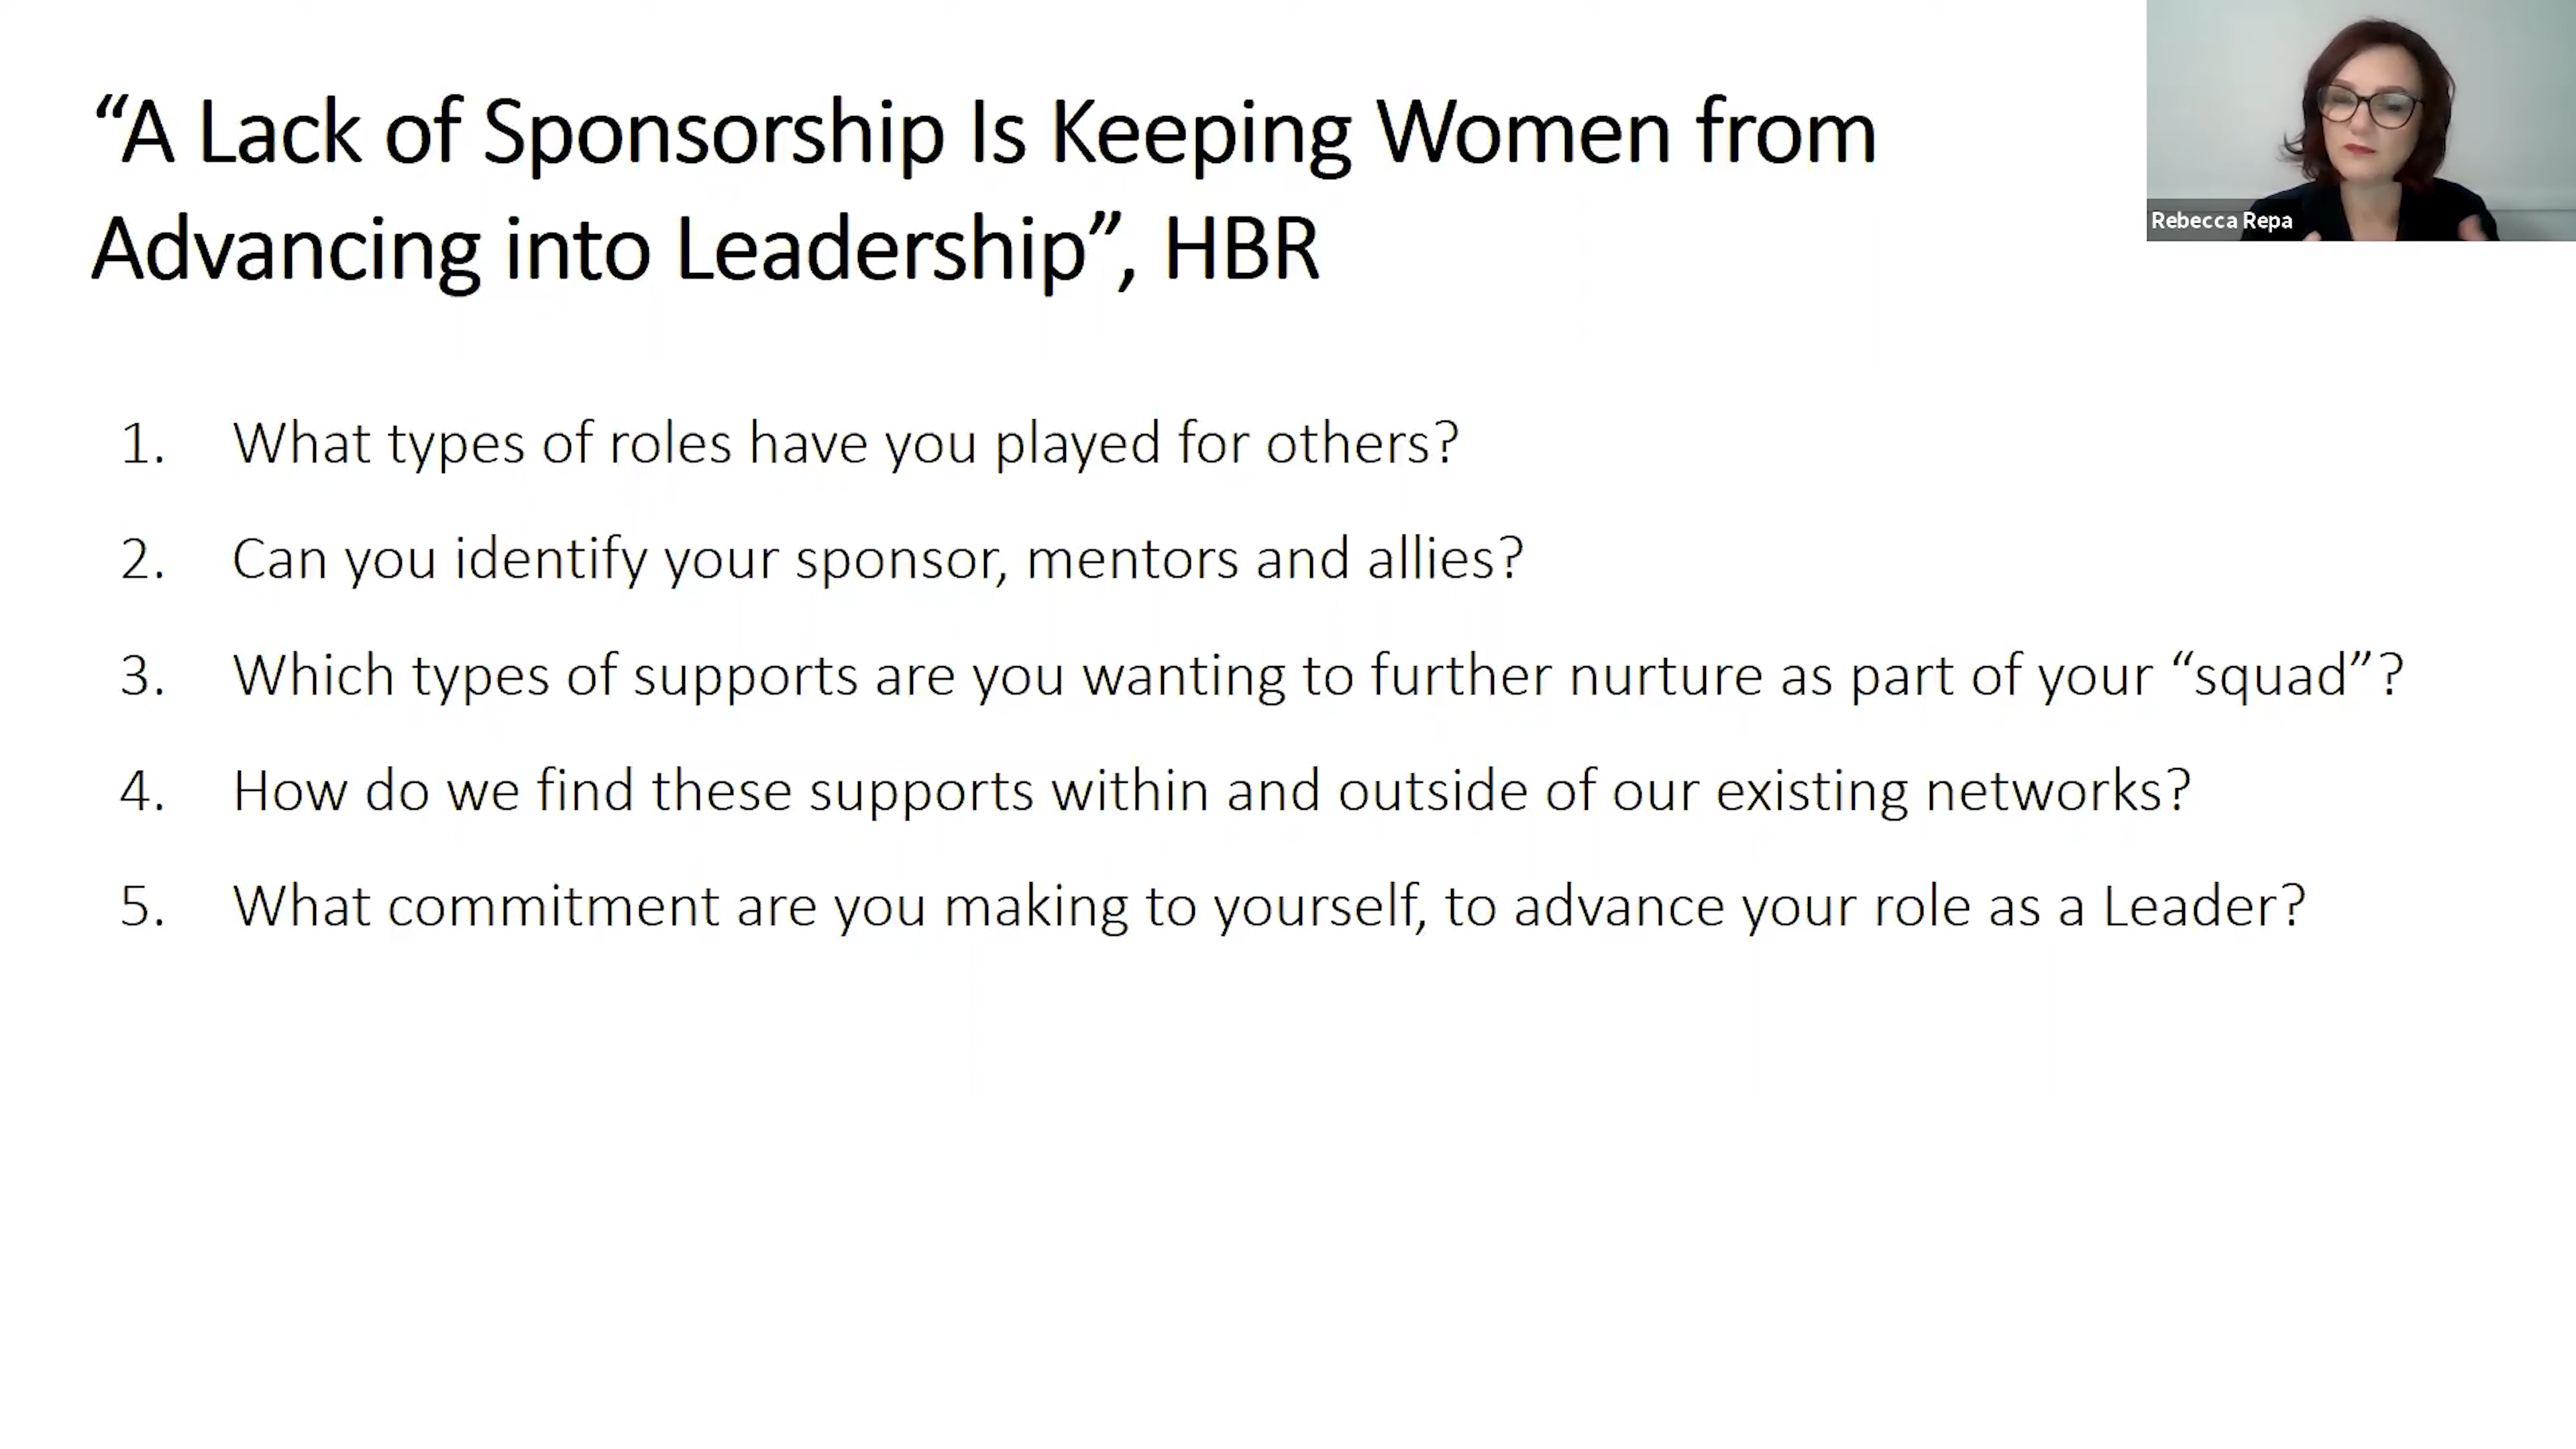 “A Lack of Sponsorship Is Keeping Women from
Advancing into Leadership”, HBR
Rebecca Repa
1. What types of roles have you played for others?
2. Can you identify your sponsor, mentors and allies?
3. Which types of supports are you wanting to further nurture as part of your “squad”?
4. How do we find these supports within and outside of our existing networks?
5. What commitment are you making to yourself, to advance your role as a Leader?